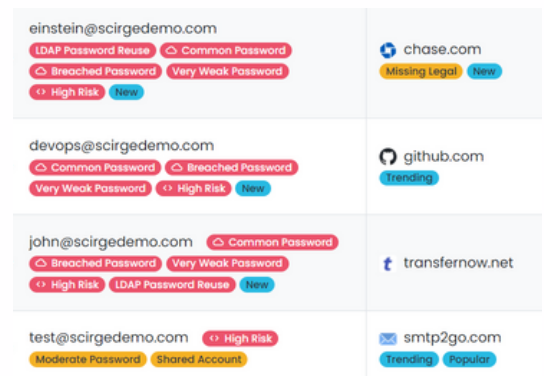 einstein@scirgedemo.com
LDAP Password Reuse Common Password
Breached Password Very Weak Password
High Risk New
chase.com
Missing Legal New
devops@scirgedemo.com
Common Password Breached Password
Very Weak Password High Risk New
github.com
Trending
john@scirgedemo.com Common Password
Breached Password Very Weak Password
High Risk LDAP Password Reuse New
transfernow.net
test@scirgedemo.com High Risk
Moderate Password Shared Account
smtp2go.com
Trending Popular